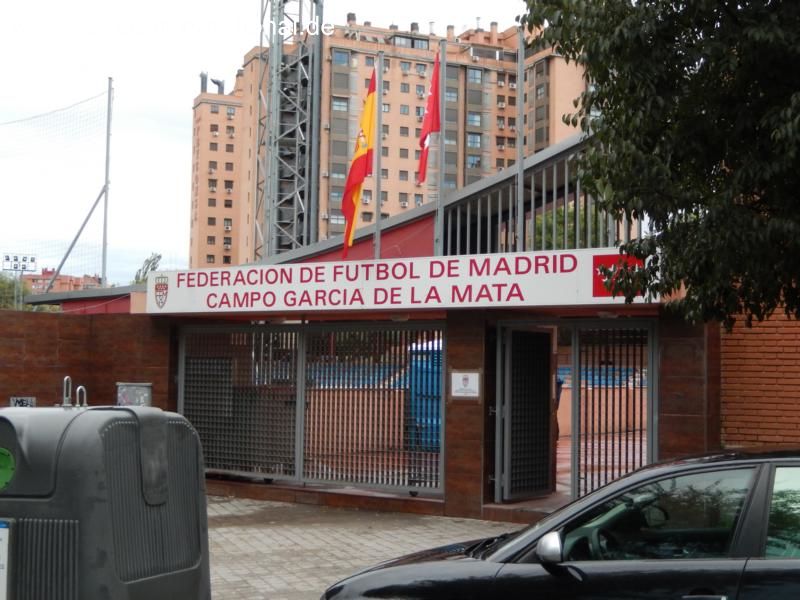 FEDERACION DE FUTBOL DE MADRID
CAMPO GARCIA DE LA MATA